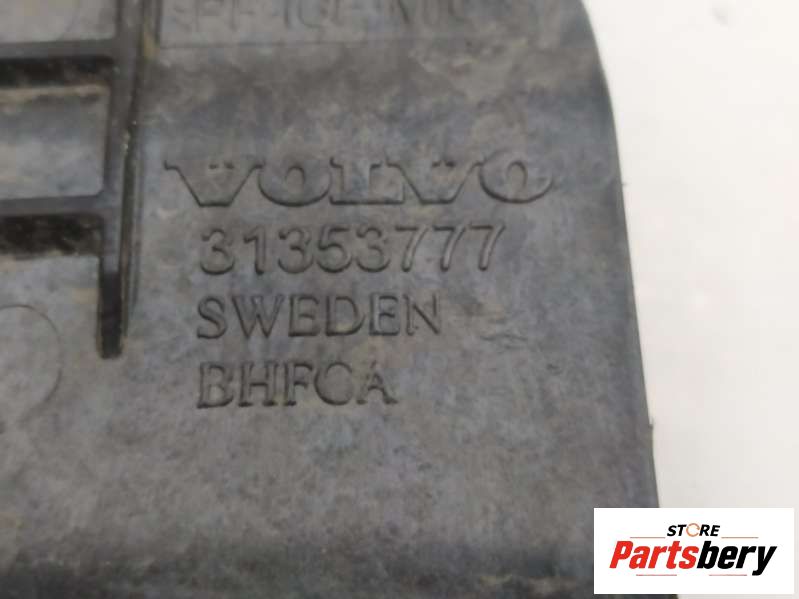 VOLVO
31353777
SWEDEN
BHFCA
STORE
Partsbery